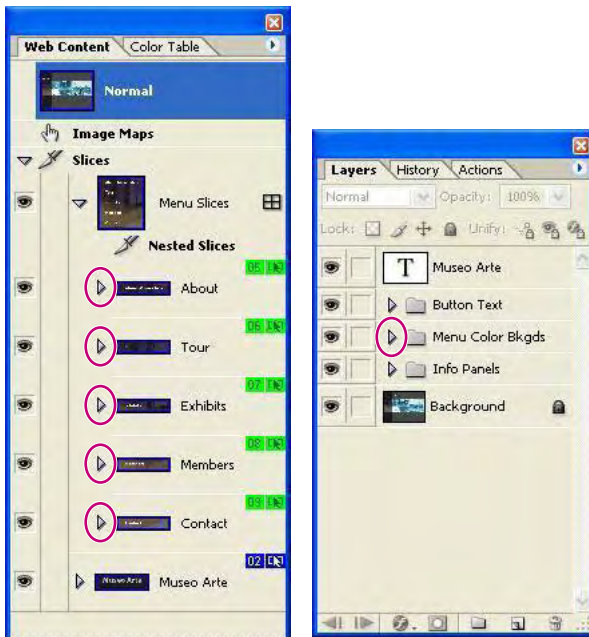 Web Content Color Table
Normal
Image Maps
Slices
Menu Slices
Nested Slices
05
About
06
Tour
07
Exhibits
08
Members
09
Contact
02
Museo Arte Museo Arte
Layers History Actions
Normal Opacity: 100%
Lock: Unify:
T Museo Arte
Button Text
Menu Color Bkgds
Info Panels
Background